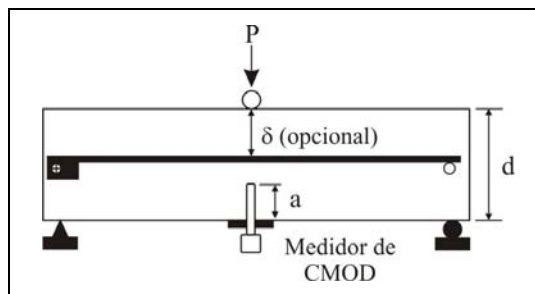 P
δ (opcional)
d
a
Medidor de
CMOD